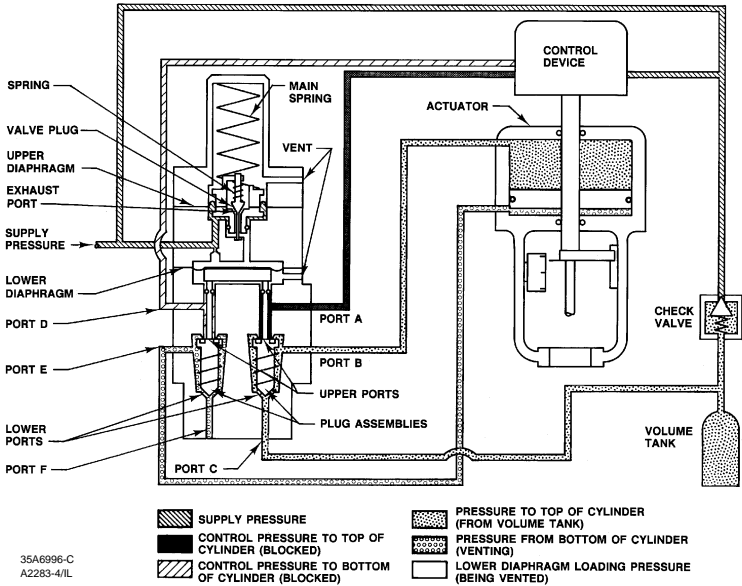 CONTROL
DEVICE
SPRING
MAIN
SPRING
ACTUATOR
VALVE PLUG
UPPER
DIAPHRAGM
VENT
EXHAUST
PORT
SUPPLY
PRESSURE
LOWER
DIAPHRAGM
PORT D
PORT A
CHECK
VALVE
PORT E
PORT B
UPPER PORTS
LOWER
PORTS
PLUG ASSEMBLIES
VOLUME
TANK
PORT F
PORT C
SUPPLY PRESSURE
CONTROL PRESSURE TO TOP OF
CYLINDER (BLOCKED)
CONTROL PRESSURE TO BOTTOM
OF CYLINDER (BLOCKED)
PRESSURE TO TOP OF CYLINDER
(FROM VOLUME TANK)
PRESSURE FROM BOTTOM OF CYLINDER
(VENTING)
LOWER DIAPHRAGM LOADING PRESSURE
(BEING VENTED)
35A6996-C
A2283-4/IL